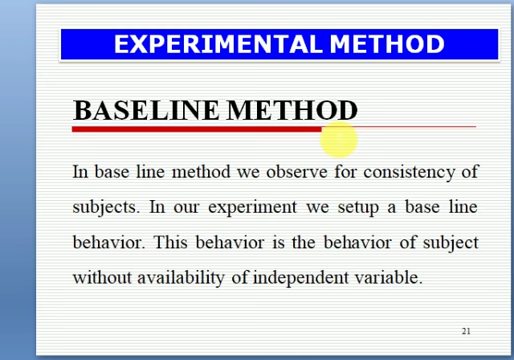 EXPERIMENTAL METHOD
BASELINE METHOD
In base line method we observe for consistency of
subjects. In our experiment we setup a base line
behavior. This behavior is the behavior of subject
without availability of independent variable.
21